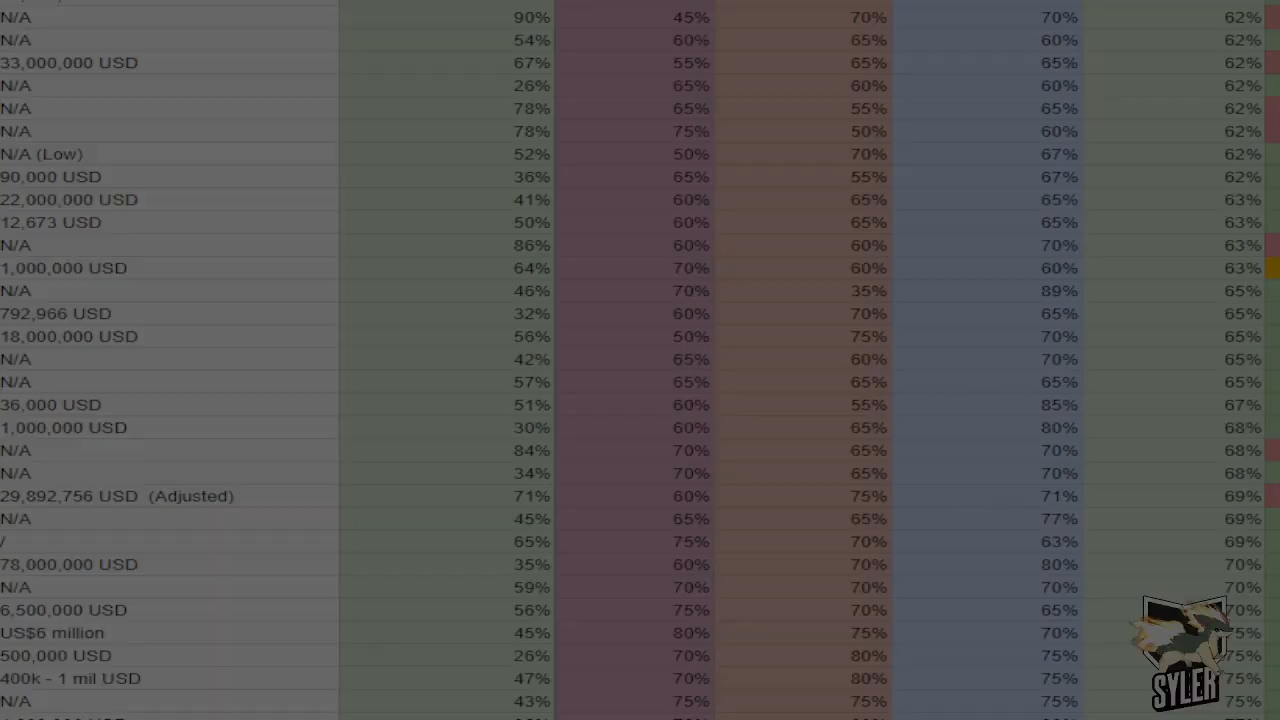 N/A 90% 45% 70% 70% 62%
N/A 54% 60% 65% 60% 62%
33,000,000 USD 67% 55% 65% 65% 62%
N/A 26% 65% 60% 60% 62%
N/A 78% 65% 55% 65% 62%
N/A 78% 75% 50% 60% 62%
N/A (Low) 52% 50% 70% 67% 62%
90,000 USD 36% 65% 55% 67% 62%
22,000,000 USD 41% 60% 65% 65% 63%
12,673 USD 50% 60% 65% 65% 63%
N/A 86% 60% 60% 70% 63%
1,000,000 USD 64% 70% 60% 60% 63%
N/A 46% 70% 35% 89% 65%
792,966 USD 32% 60% 70% 65% 65%
18,000,000 USD 56% 50% 75% 70% 65%
N/A 42% 65% 60% 70% 65%
N/A 57% 65% 65% 65% 65%
36,000 USD 51% 60% 55% 85% 67%
1,000,000 USD 30% 60% 65% 80% 68%
N/A 84% 70% 65% 70% 68%
N/A 34% 70% 65% 70% 68%
29,892,756 USD (Adjusted) 71% 60% 75% 71% 69%
N/A 45% 65% 65% 77% 69%
/ 65% 75% 70% 63% 69%
78,000,000 USD 35% 60% 70% 80% 70%
N/A 59% 70% 70% 70% 70%
6,500,000 USD 56% 75% 70% 65% 70%
US$6 million 45% 80% 75% 70% 75%
500,000 USD 26% 70% 80% 75% 75%
400k - 1 mil USD 47% 70% 80% 75% 75%
N/A 43% 75% 75% 75% 75%
SYLER